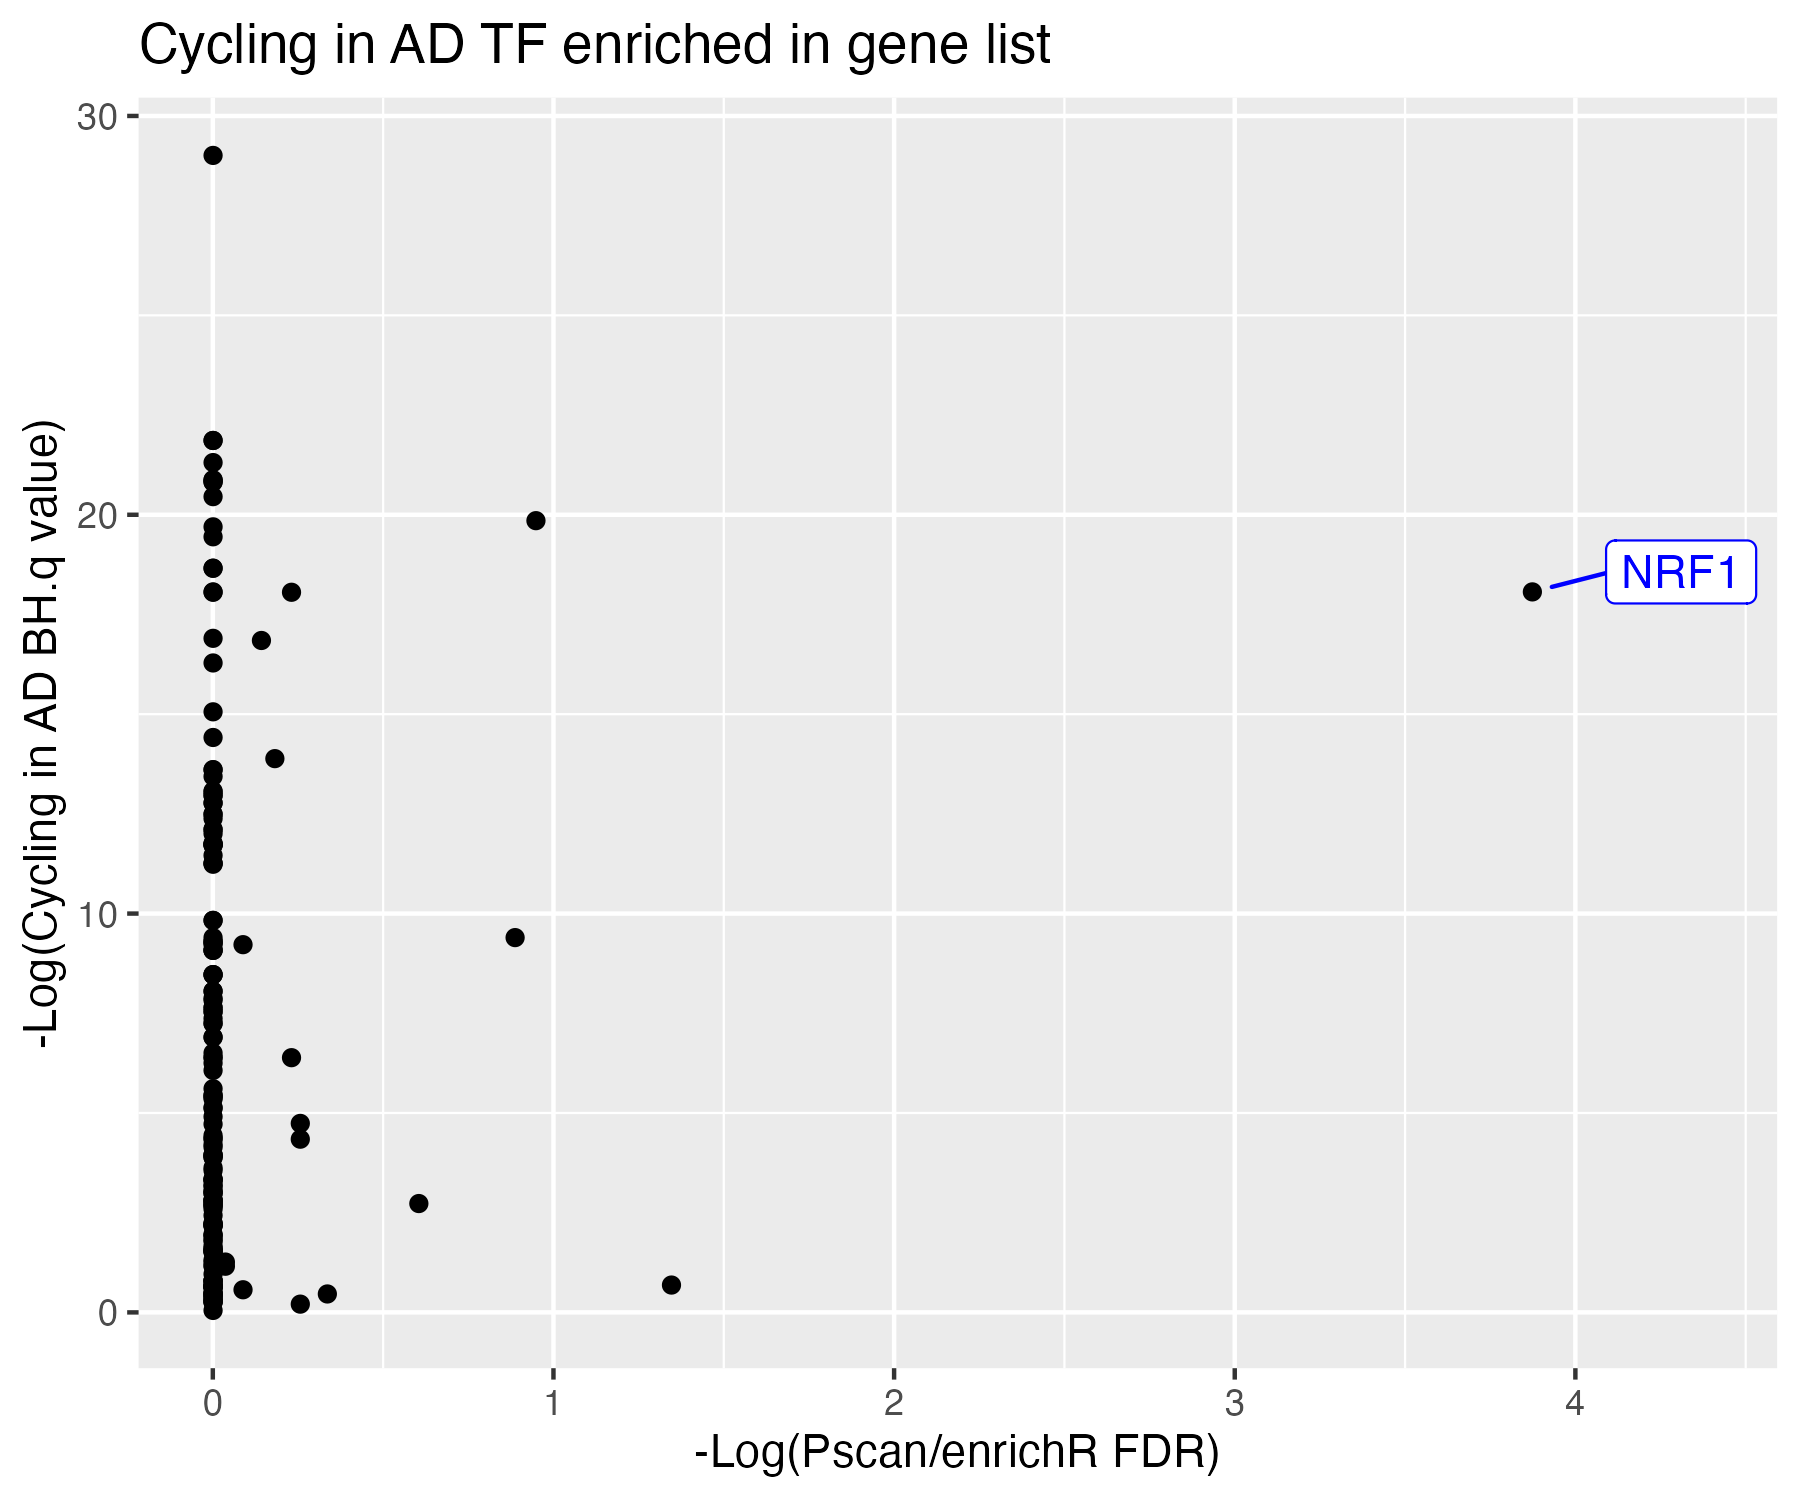 Cycling in AD TF enriched in gene list
-Log(Cycling in AD BH.q value)
30
20
10
0
NRF1
0 1 2 3 4
-Log(Pscan/enrichR FDR)